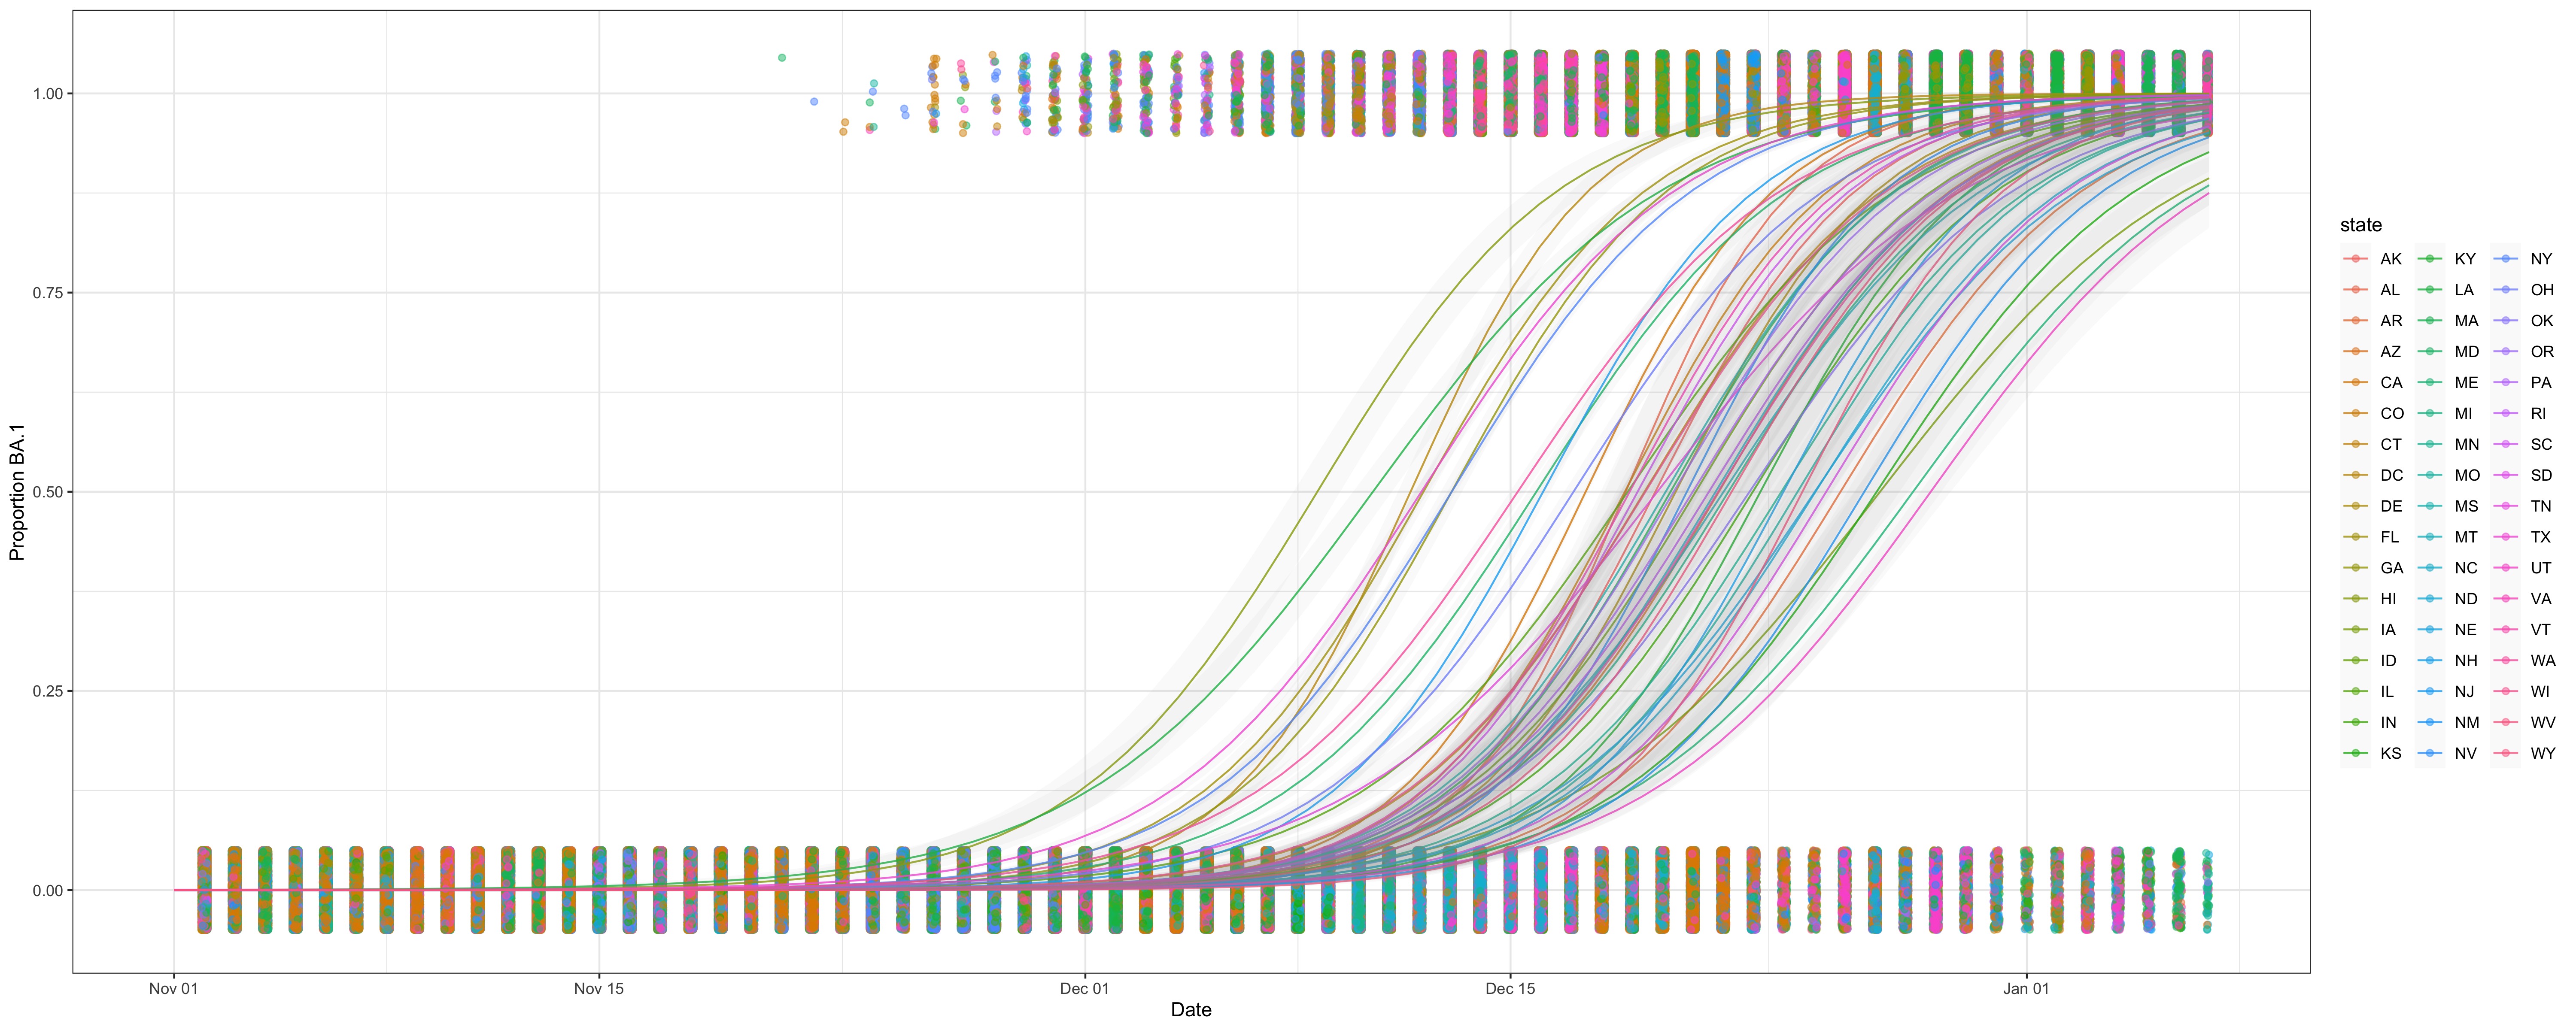 Proportion BA.1
1.00
0.75
0.50
0.25
0.00
Nov 01 Nov 15 Dec 01 Dec 15 Jan 01
Date
state
AK KY NY
AL LA OH
AR MA OK
AZ MD OR
CA ME PA
CO MI RI
CT MN SC
DC MO SD
DE MS TN
FL MT TX
GA NC UT
HI ND VA
IA NE VT
ID NH WA
IL NJ WI
IN NM WV
KS NV WY